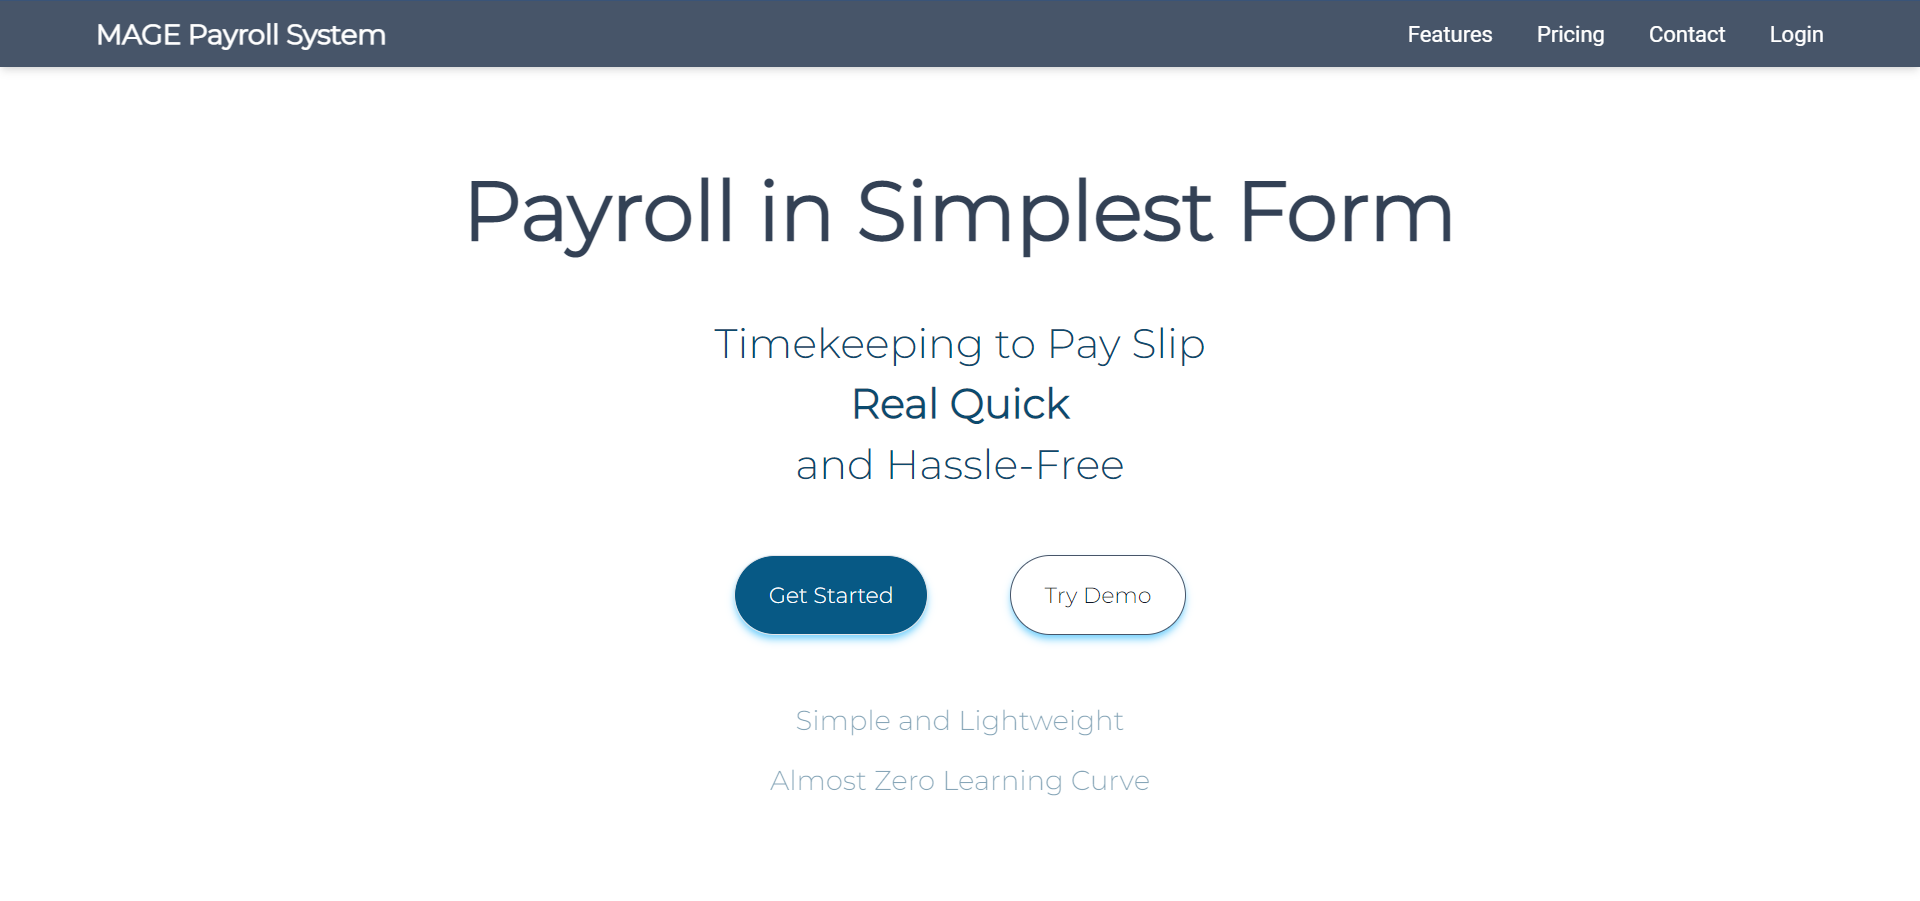 MAGE Payroll System
Features Pricing Contact Login
Payroll in Simplest Form
Timekeeping to Pay Slip
Real Quick
and Hassle-Free
Get Started
Try Demo
Simple and Lightweight
Almost Zero Learning Curve